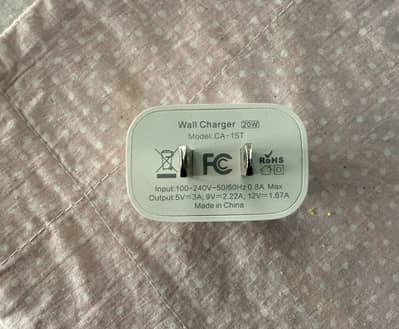 Wall Charger 20W
Model:CA-15T
FC
RoHS
Input:100-240V~50/60Hz 0.8A Max
Output:5V⎓3A, 9V⎓2.22A, 12V⎓1.67A
Made in China